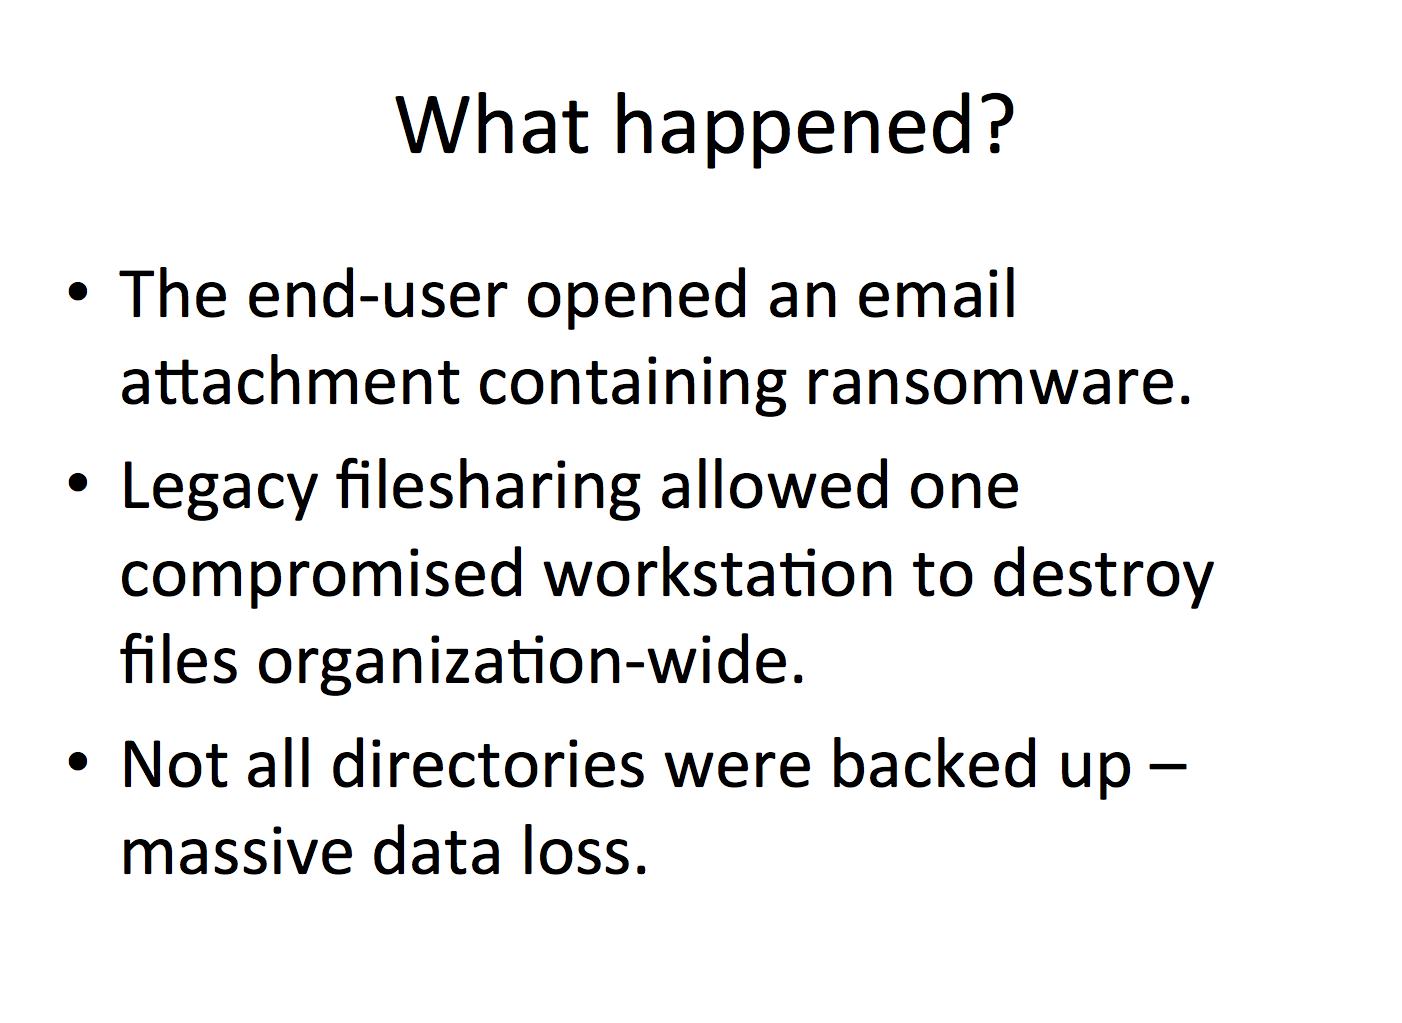 What happened?
• The end-user opened an email
attachment containing ransomware.
• Legacy filesharing allowed one
compromised workstation to destroy
files organization-wide.
• Not all directories were backed up –
massive data loss.